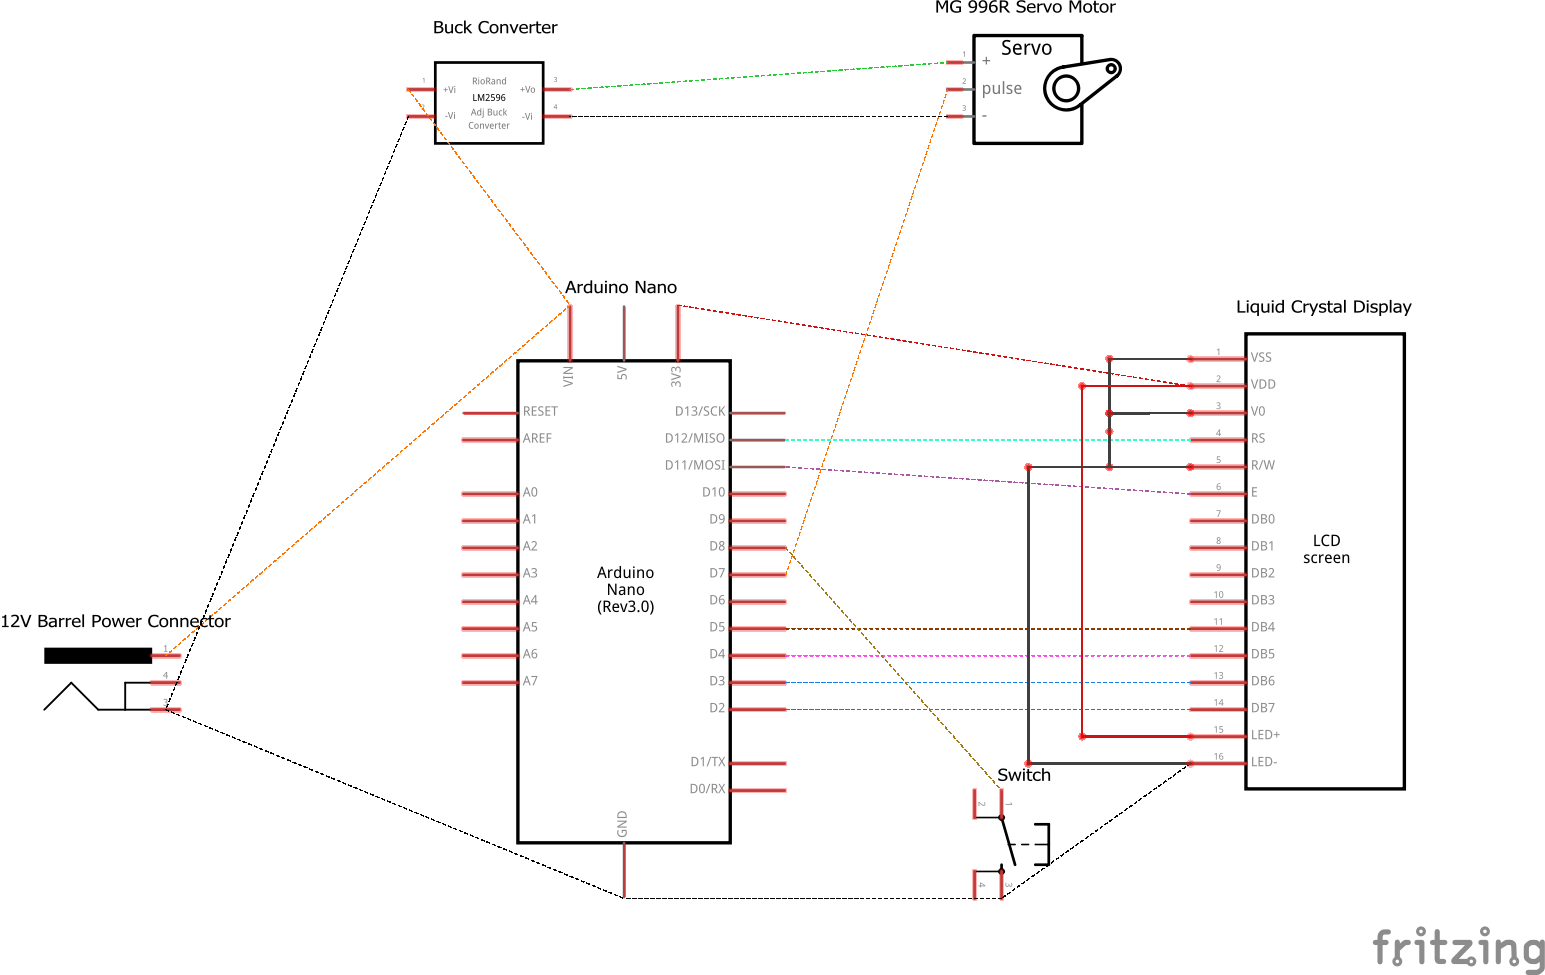 MG 996R Servo Motor
Buck Converter
RioRand
LM2596
Adj Buck
Converter
1
+Vi
-Vi
3
+Vo
4
-Vi
Servo
1
+
2
pulse
3
-
Arduino Nano
VIN
5V
3V3
RESET
AREF
A0
A1
A2
A3
A4
A5
A6
A7
D13/SCK
D12/MISO
D11/MOSI
D10
D9
D8
D7
D6
D5
D4
D3
D2
D1/TX
D0/RX
GND
Arduino
Nano
(Rev3.0)
Liquid Crystal Display
1 VSS
2 VDD
3 V0
4 RS
5 R/W
6 E
7 DB0
8 DB1
9 DB2
10 DB3
11 DB4
12 DB5
13 DB6
14 DB7
15 LED+
16 LED-
LCD
screen
12V Barrel Power Connector
1
4
3
Switch
2
1
4
3
fritzing